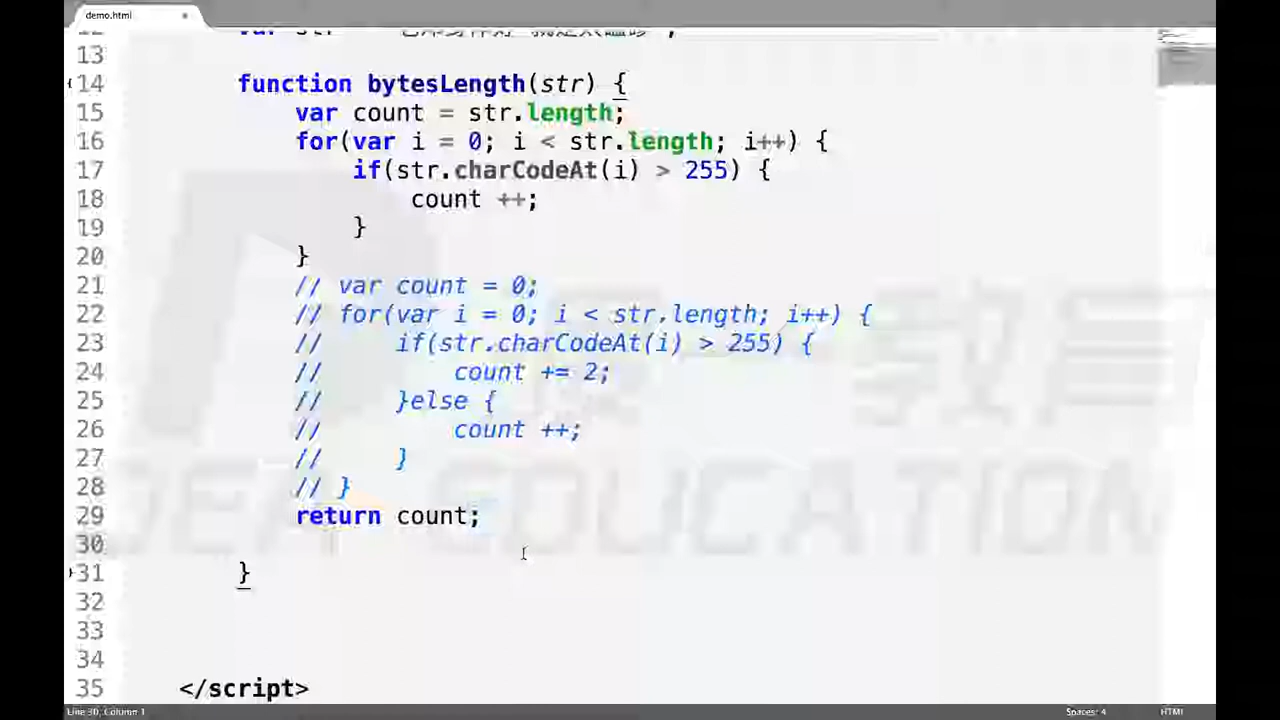 demo.html
13
14 function bytesLength(str) {
15 var count = str.length;
16 for(var i = 0; i < str.length; i++) {
17 if(str.charCodeAt(i) > 255) {
18 count ++;
19 }
20 }
21 // var count = 0;
22 // for(var i = 0; i < str.length; i++) {
23 // if(str.charCodeAt(i) > 255) {
24 // count += 2;
25 // }else {
26 // count ++;
27 // }
28 // }
29 return count;
30
31 }
32
33
34
35 </script>
EDUCATION
Line 30, Column 1
Spaces: 4
HTML